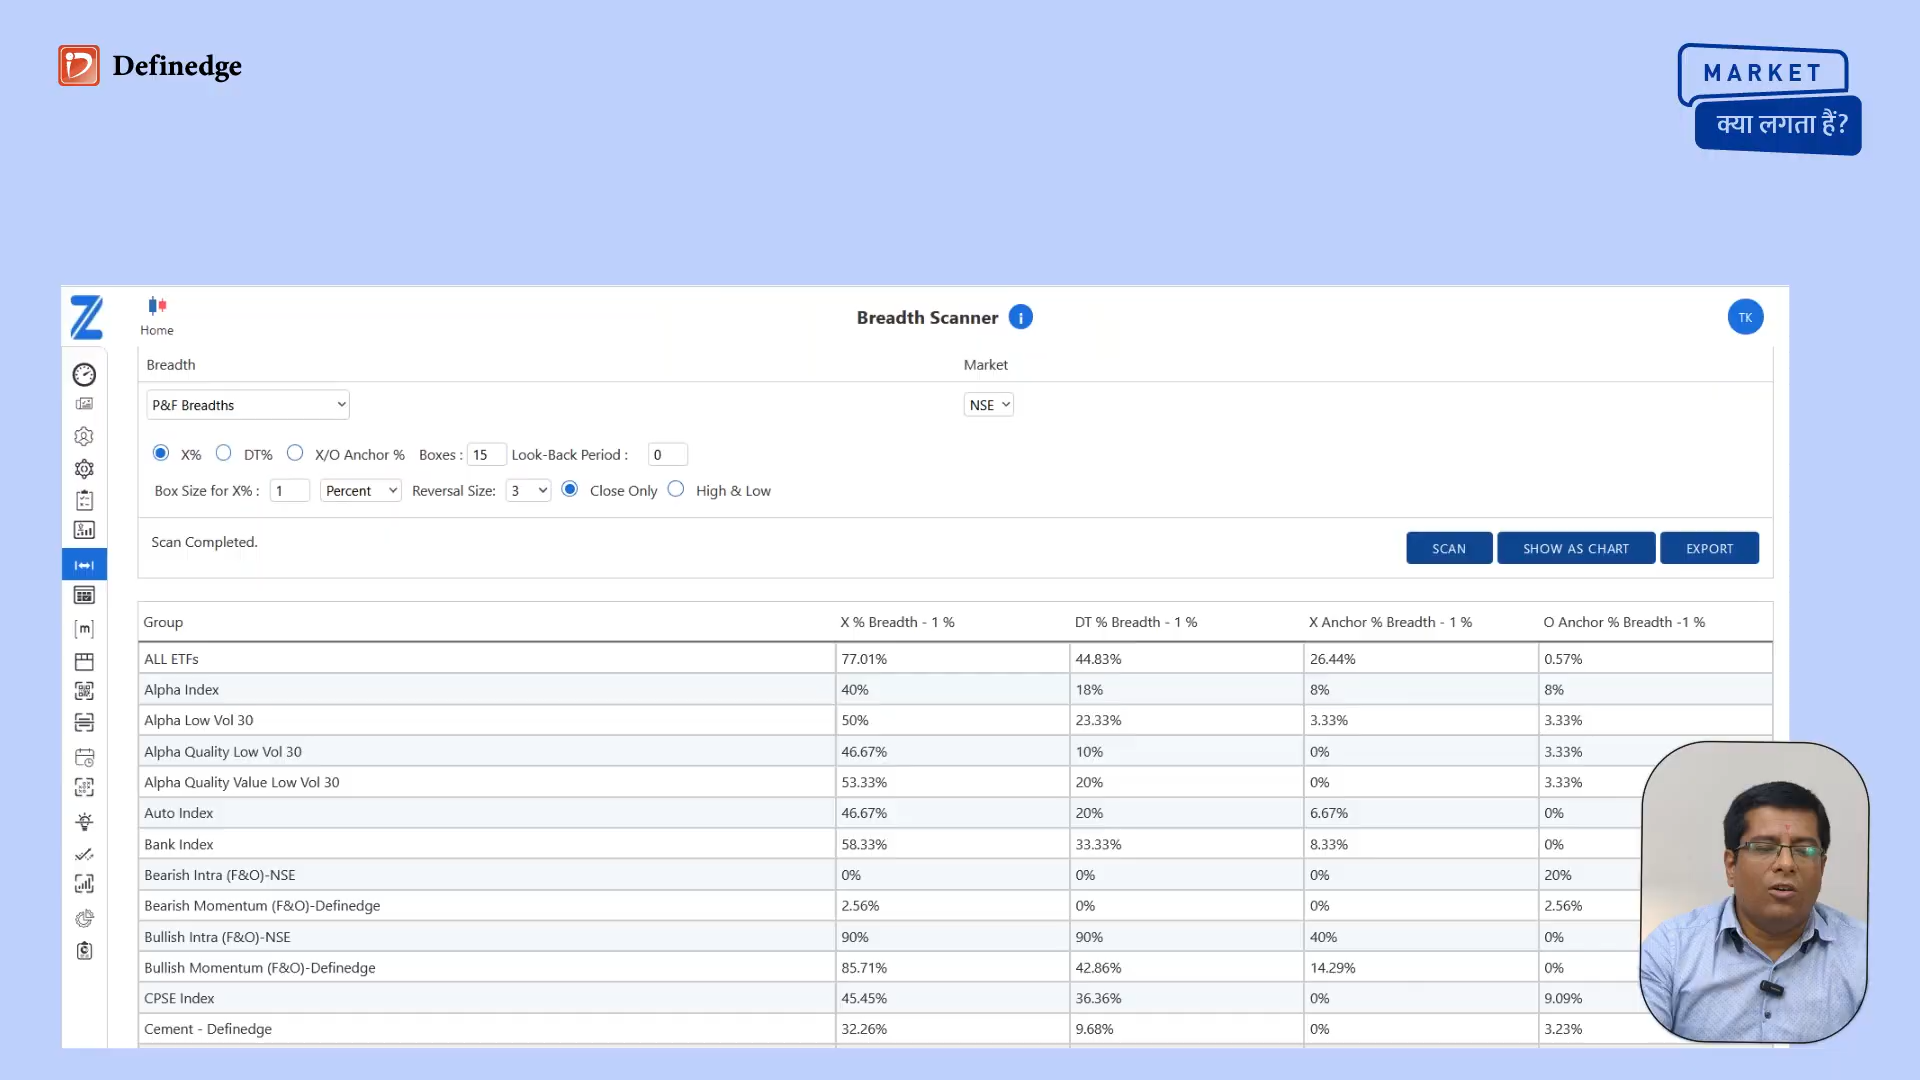 Definedge
MARKET
क्या लगता हैं?
Home
Breadth Scanner
TK
Breadth Market
P&F Breadths NSE
X% DT% X/O Anchor % Boxes : 15 Look-Back Period : 0
Box Size for X% : 1 Percent Reversal Size: 3 Close Only High & Low
Scan Completed. SCAN SHOW AS CHART EXPORT
Group X % Breadth - 1 % DT % Breadth - 1 % X Anchor % Breadth - 1 % O Anchor % Breadth -1 %
ALL ETFs 77.01% 44.83% 26.44% 0.57%
Alpha Index 40% 18% 8% 8%
Alpha Low Vol 30 50% 23.33% 3.33% 3.33%
Alpha Quality Low Vol 30 46.67% 10% 0% 3.33%
Alpha Quality Value Low Vol 30 53.33% 20% 0% 3.33%
Auto Index 46.67% 20% 6.67% 0%
Bank Index 58.33% 33.33% 8.33% 0%
Bearish Intra (F&O)-NSE 0% 0% 0% 20%
Bearish Momentum (F&O)-Definedge 2.56% 0% 0% 2.56%
Bullish Intra (F&O)-NSE 90% 90% 40% 0%
Bullish Momentum (F&O)-Definedge 85.71% 42.86% 14.29% 0%
CPSE Index 45.45% 36.36% 0% 9.09%
Cement - Definedge 32.26% 9.68% 0% 3.23%